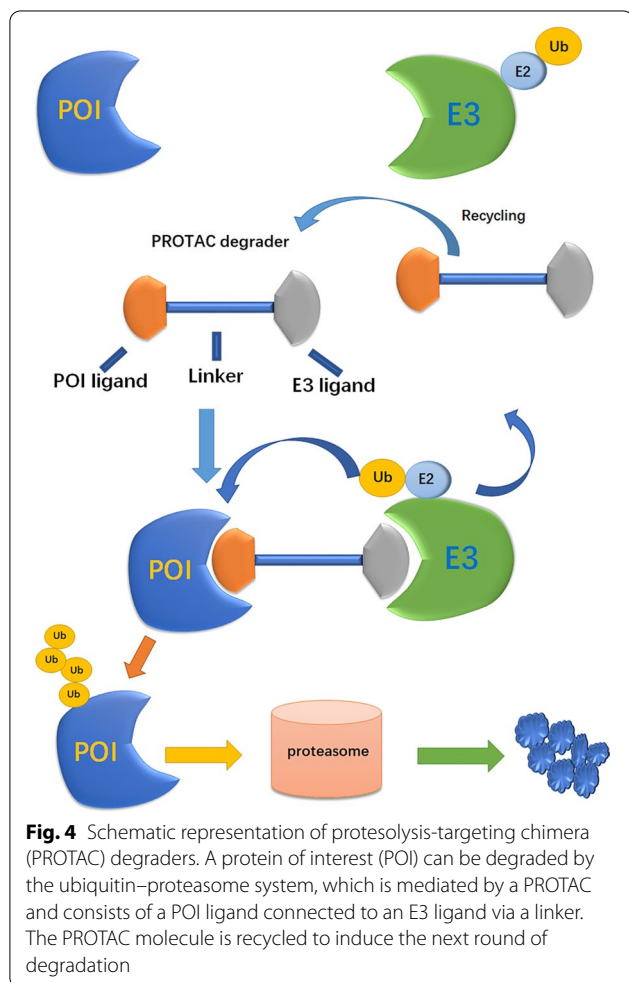 POI
E3
E2
Ub
Recycling
PROTAC degrader
POI ligand
Linker
E3 ligand
Ub
E2
POI
E3
Ub
Ub
Ub
Ub
POI
proteasome
Fig. 4 Schematic representation of protesolysis-targeting chimera
(PROTAC) degraders. A protein of interest (POI) can be degraded by
the ubiquitin–proteasome system, which is mediated by a PROTAC
and consists of a POI ligand connected to an E3 ligand via a linker.
The PROTAC molecule is recycled to induce the next round of
degradation